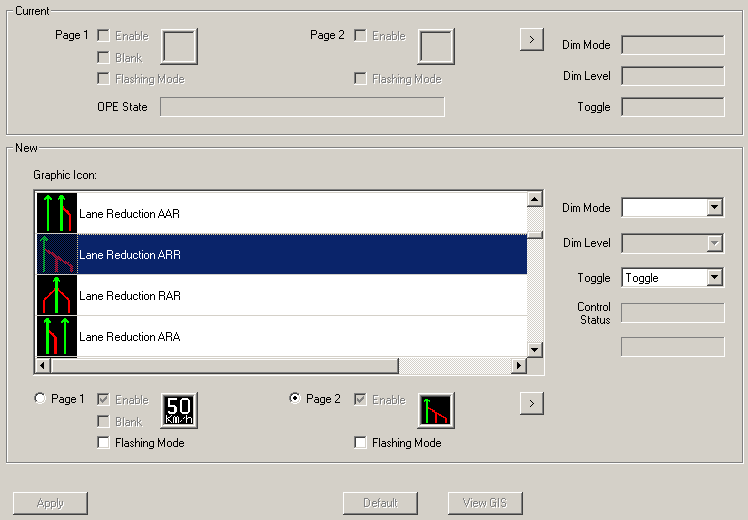 Current
Page 1 Enable Page 2 Enable > Dim Mode
Blank
Dim Level
Flashing Mode Flashing Mode
OPE State Toggle
New
Graphic Icon:
Lane Reduction AAR
Dim Mode
Lane Reduction ARR
Dim Level
Toggle Toggle
Lane Reduction RAR
Control
Status
Lane Reduction ARA
Page 1 Enable 50 Page 2 Enable >
Km/h
Blank
Flashing Mode Flashing Mode
Apply Default View GIS